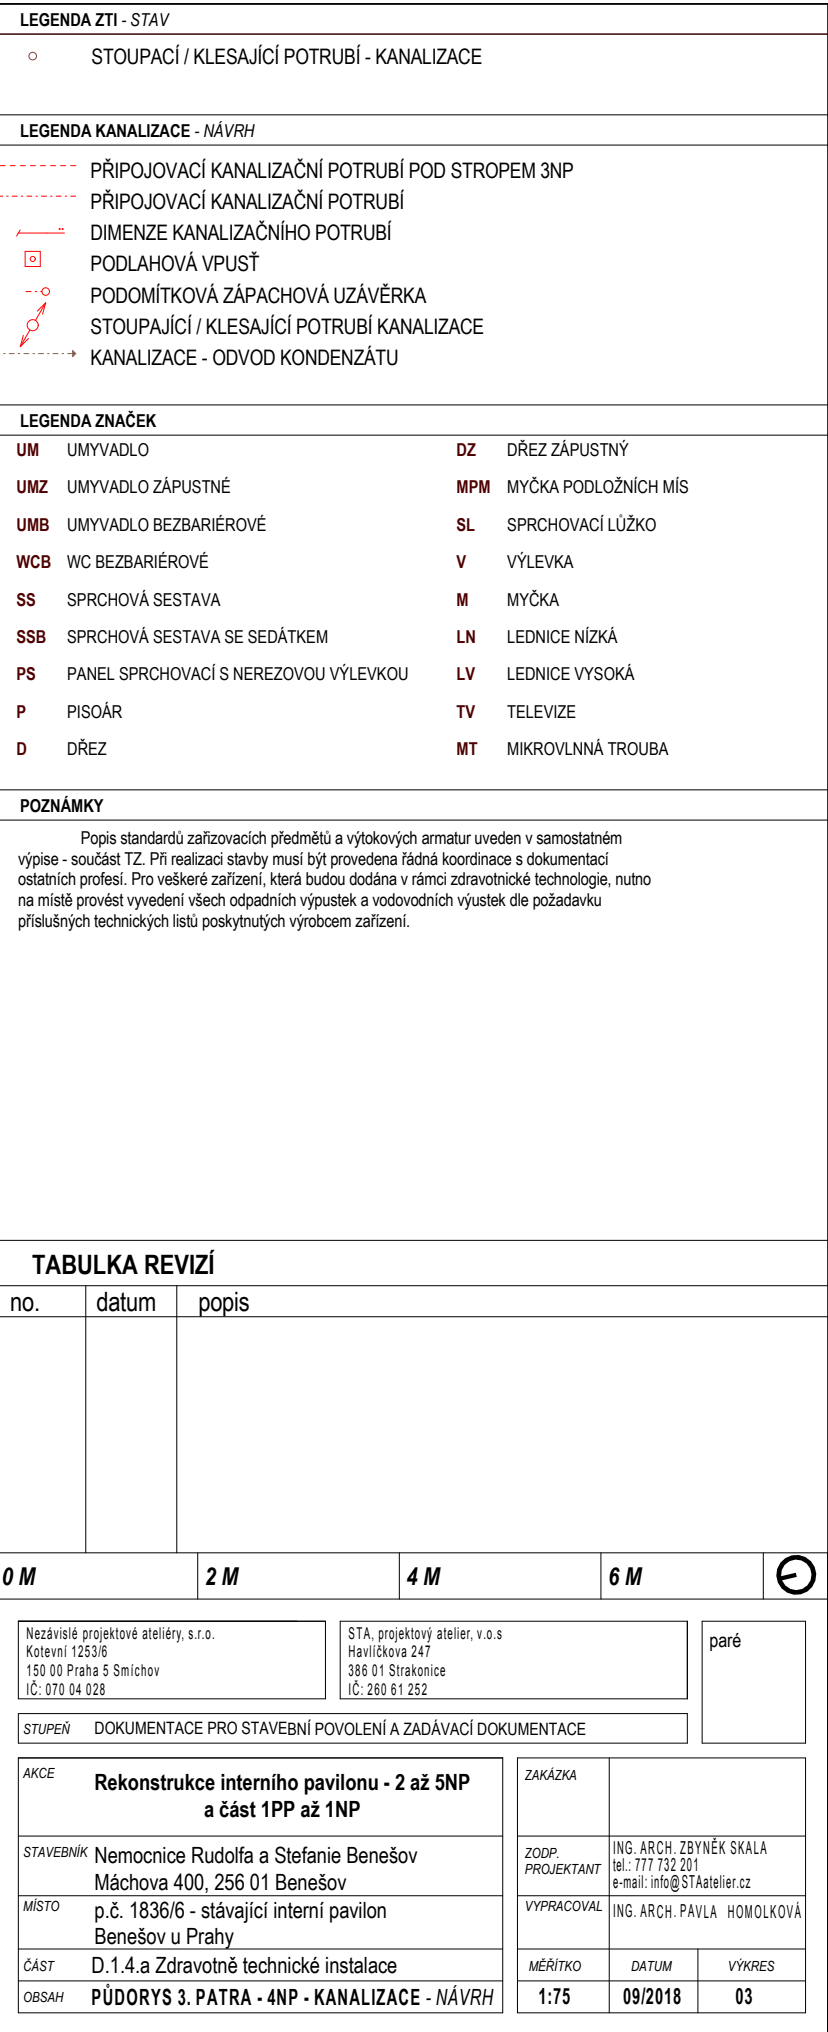 LEGENDA ZTI - STAV
STOUPACÍ / KLESAJÍCÍ POTRUBÍ - KANALIZACE
LEGENDA KANALIZACE - NÁVRH
PŘIPOJOVACÍ KANALIZAČNÍ POTRUBÍ POD STROPEM 3NP
PŘIPOJOVACÍ KANALIZAČNÍ POTRUBÍ
DIMENZE KANALIZAČNÍHO POTRUBÍ
PODLAHOVÁ VPUSŤ
PODOMÍTKOVÁ ZÁPACHOVÁ UZÁVĚRKA
STOUPAJÍCÍ / KLESAJÍCÍ POTRUBÍ KANALIZACE
KANALIZACE - ODVOD KONDENZÁTU
LEGENDA ZNAČEK
UM UMYVADLO
UMZ UMYVADLO ZÁPUSTNÉ
UMB UMYVADLO BEZBARIÉROVÉ
WCB WC BEZBARIÉROVÉ
SS SPRCHOVÁ SESTAVA
SSB SPRCHOVÁ SESTAVA SE SEDÁTKEM
PS PANEL SPRCHOVACÍ S NEREZOVOU VÝLEVKOU
P PISOÁR
D DŘEZ
DZ DŘEZ ZÁPUSTNÝ
MPM MYČKA PODLOŽNÍCH MÍS
SL SPRCHOVACÍ LŮŽKO
V VÝLEVKA
M MYČKA
LN LEDNICE NÍZKÁ
LV LEDNICE VYSOKÁ
TV TELEVIZE
MT MIKROVLNNÁ TROUBA
POZNÁMKY
Popis standardů zařizovacích předmětů a výtokových armatur uveden v samostatném
výpise - součást TZ. Při realizaci stavby musí být provedena řádná koordinace s dokumentací
ostatních profesí. Pro veškeré zařízení, která budou dodána v rámci zdravotnické technologie, nutno
na místě provést vyvedení všech odpadních výpustek a vodovodních výustek dle požadavku
příslušných technických listů poskytnutých výrobcem zařízení.
TABULKA REVIZÍ
no. datum popis
0 M 2 M 4 M 6 M
Nezávislé projektové ateliéry, s.r.o.
Kotevní 1253/6
150 00 Praha 5 Smíchov
IČ: 070 04 028
STA, projektový atelier, v.o.s
Havlíčkova 247
386 01 Strakonice
IČ: 260 61 252
paré
STUPEŇ DOKUMENTACE PRO STAVEBNÍ POVOLENÍ A ZADÁVACÍ DOKUMENTACE
AKCE Rekonstrukce interního pavilonu - 2 až 5NP
a část 1PP až 1NP
STAVEBNÍK Nemocnice Rudolfa a Stefanie Benešov
Máchova 400, 256 01 Benešov
MÍSTO p.č. 1836/6 - stávající interní pavilon
Benešov u Prahy
ČÁST D.1.4.a Zdravotně technické instalace
OBSAH PŮDORYS 3. PATRA - 4NP - KANALIZACE - NÁVRH
ZAKÁZKA
ZODP. PROJEKTANT
ING. ARCH. ZBYNĚK SKALA
tel.: 777 732 201
e-mail: info@STAatelier.cz
VYPRACOVAL ING. ARCH. PAVLA HOMOLKOVÁ
MĚŘÍTKO DATUM VÝKRES
1:75 09/2018 03